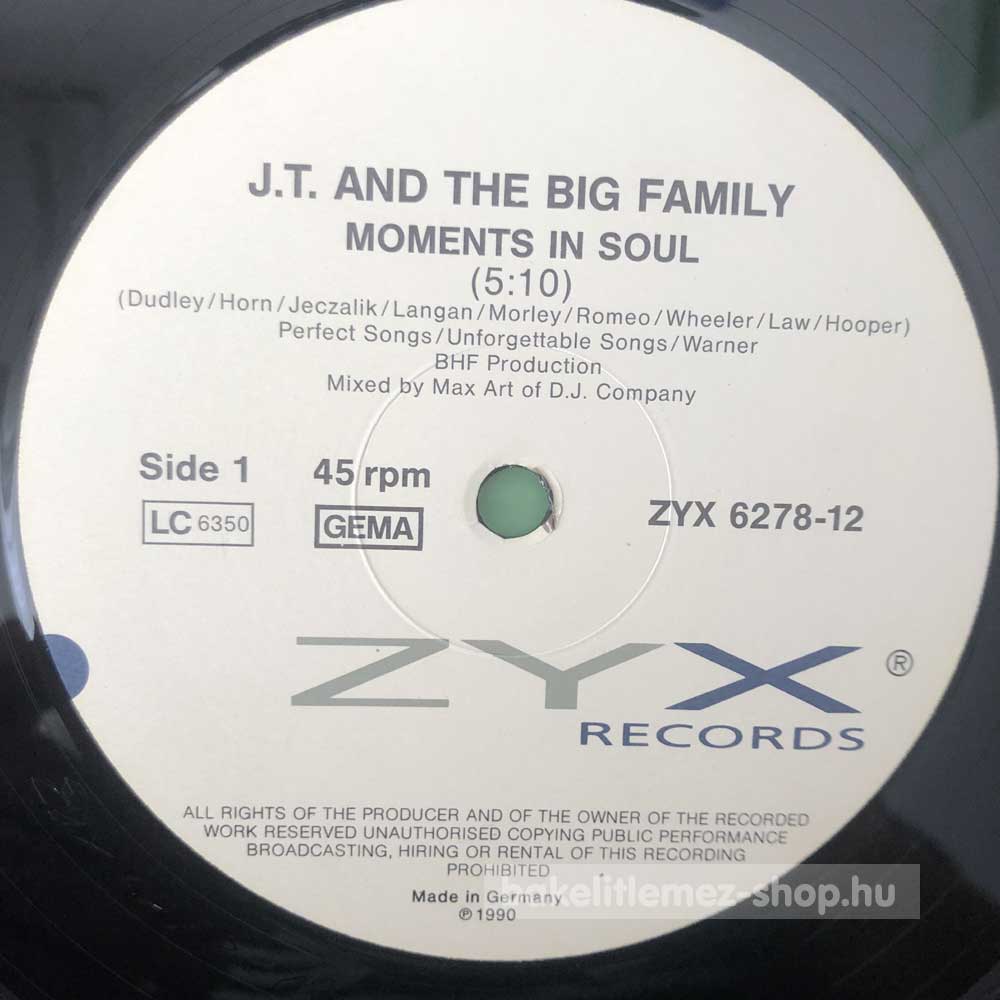 J.T. AND THE BIG FAMILY
MOMENTS IN SOUL
(5:10)
(Dudley/Horn/Jeczalik/Langan/Morley/Romeo/Wheeler/Law/Hooper)
Perfect Songs/Unforgettable Songs/Warner
BHF Production
Mixed by Max Art of D.J. Company
Side 1 45 rpm
LC 6350 GEMA ZYX 6278-12
ZYX ®
RECORDS
ALL RIGHTS OF THE PRODUCER AND OF THE OWNER OF THE RECORDED
WORK RESERVED UNAUTHORISED COPYING PUBLIC PERFORMANCE
BROADCASTING, HIRING OR RENTAL OF THIS RECORDING
PROHIBITED
Made in Germany
℗ 1990
bakelitlemez-shop.hu